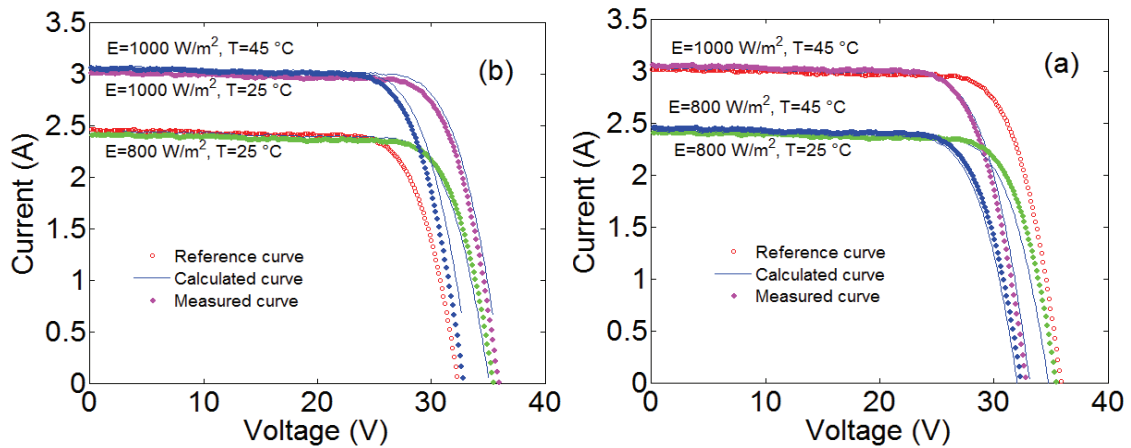 3.5
3
2.5
2
1.5
1
0.5
0
0
10
20
30
40
Current (A)
Voltage (V)
(b)
E=1000 W/m², T=45 °C
E=1000 W/m², T=25 °C
E=800 W/m², T=25 °C
Reference curve
Calculated curve
Measured curve
3.5
3
2.5
2
1.5
1
0.5
0
0
10
20
30
40
Current (A)
Voltage (V)
(a)
E=1000 W/m², T=45 °C
E=800 W/m², T=45 °C
E=800 W/m², T=25 °C
Reference curve
Calculated curve
Measured curve